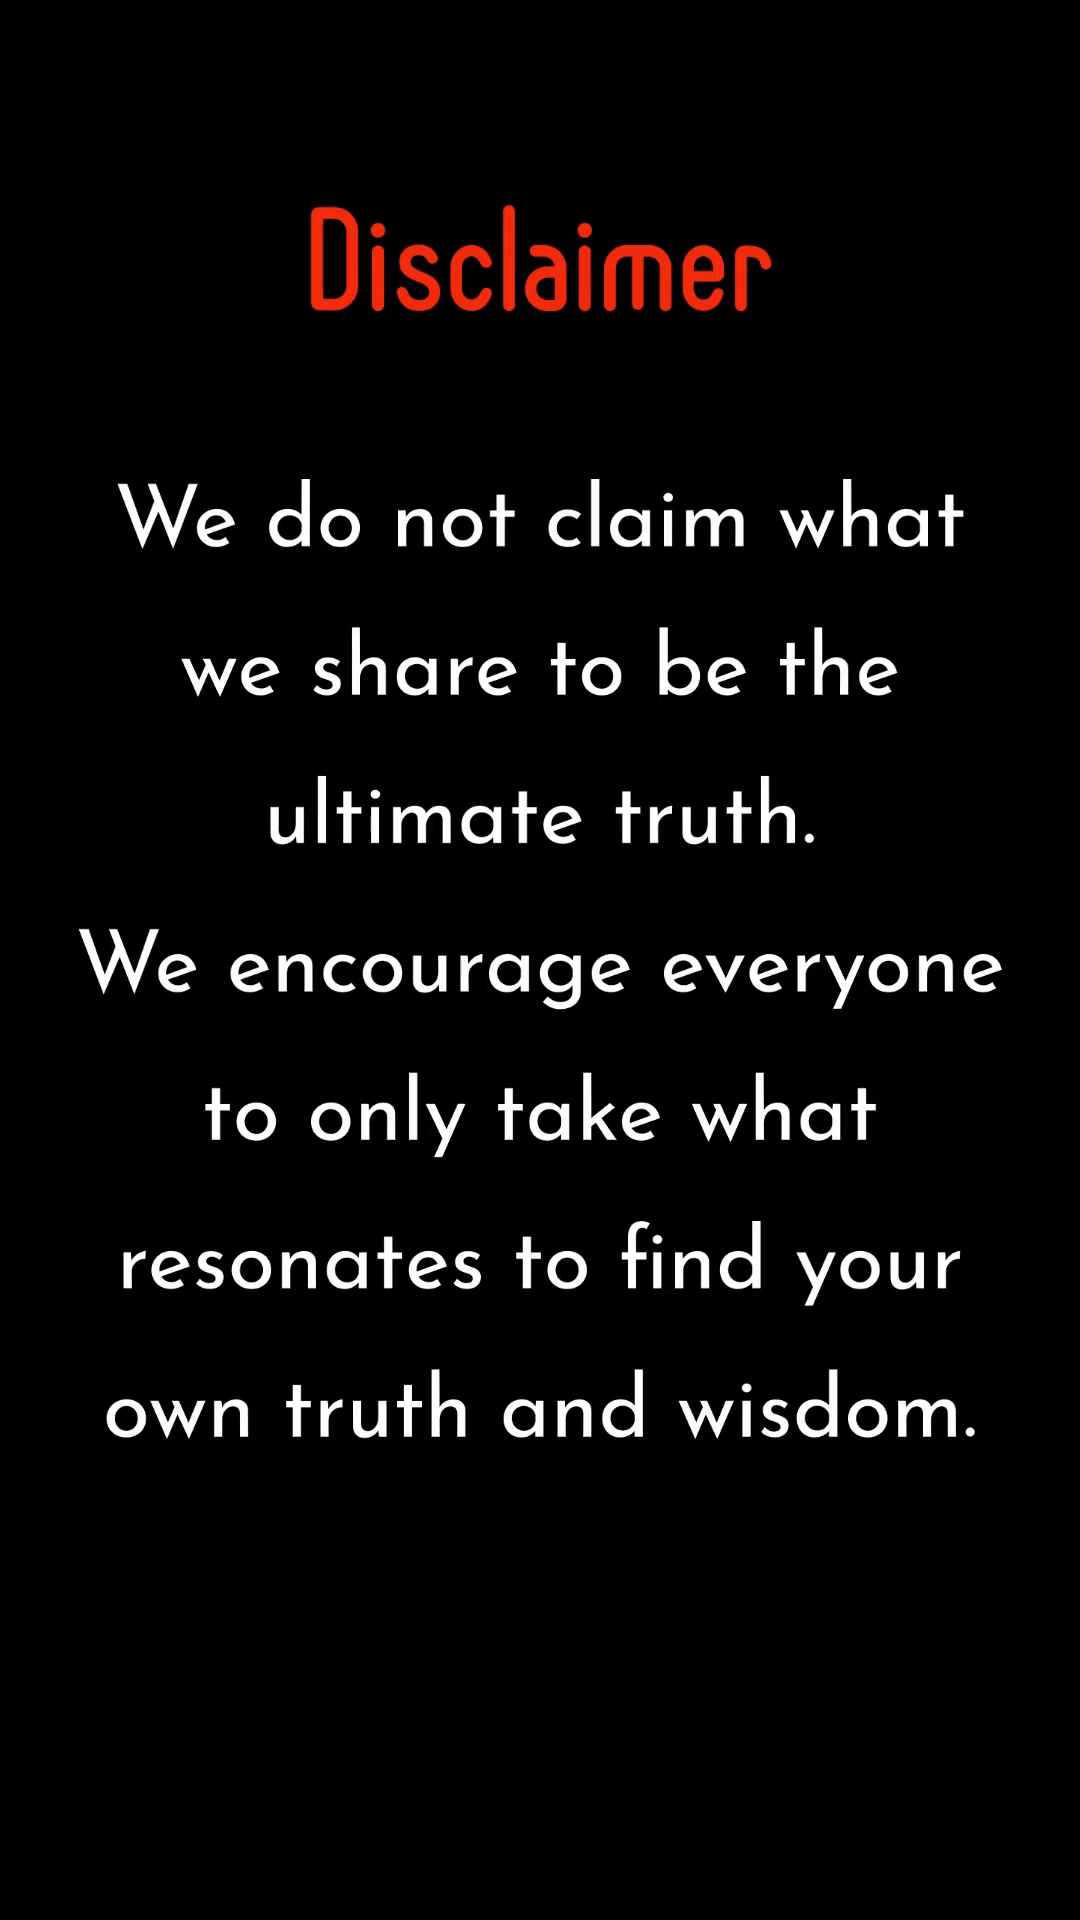 Disclaimer
We do not claim what
we share to be the
ultimate truth.
We encourage everyone
to only take what
resonates to find your
own truth and wisdom.